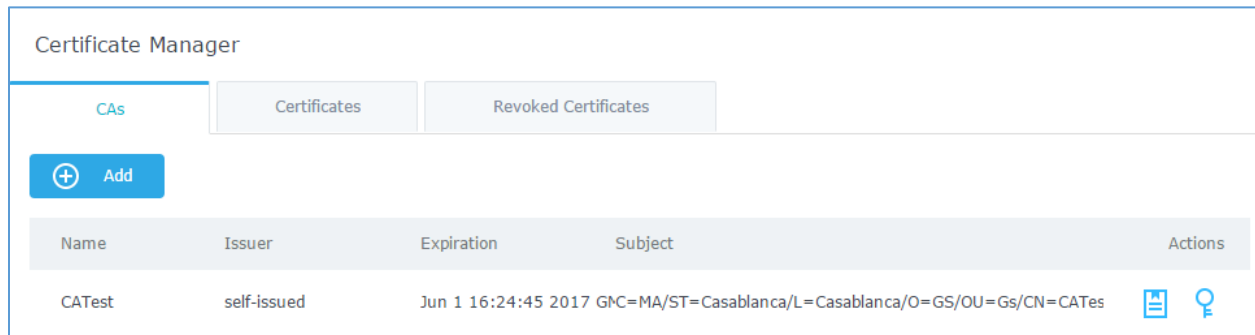 Certificate Manager
CAs Certificates Revoked Certificates
Add
Name Issuer Expiration Subject Actions
CATest self-issued Jun 1 16:24:45 2017 GMC=MA/ST=Casablanca/L=Casablanca/O=GS/OU=Gs/CN=CATes